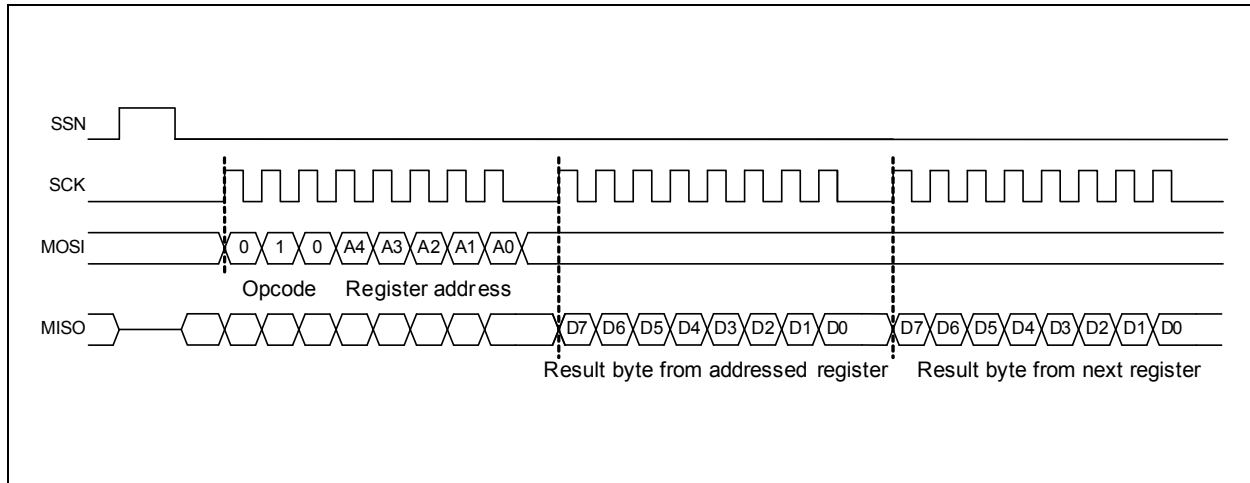 SSN
SCK
MOSI 0 1 0 A4 A3 A2 A1 A0
Opcode Register address
MISO D7 D6 D5 D4 D3 D2 D1 D0 D7 D6 D5 D4 D3 D2 D1 D0
Result byte from addressed register Result byte from next register